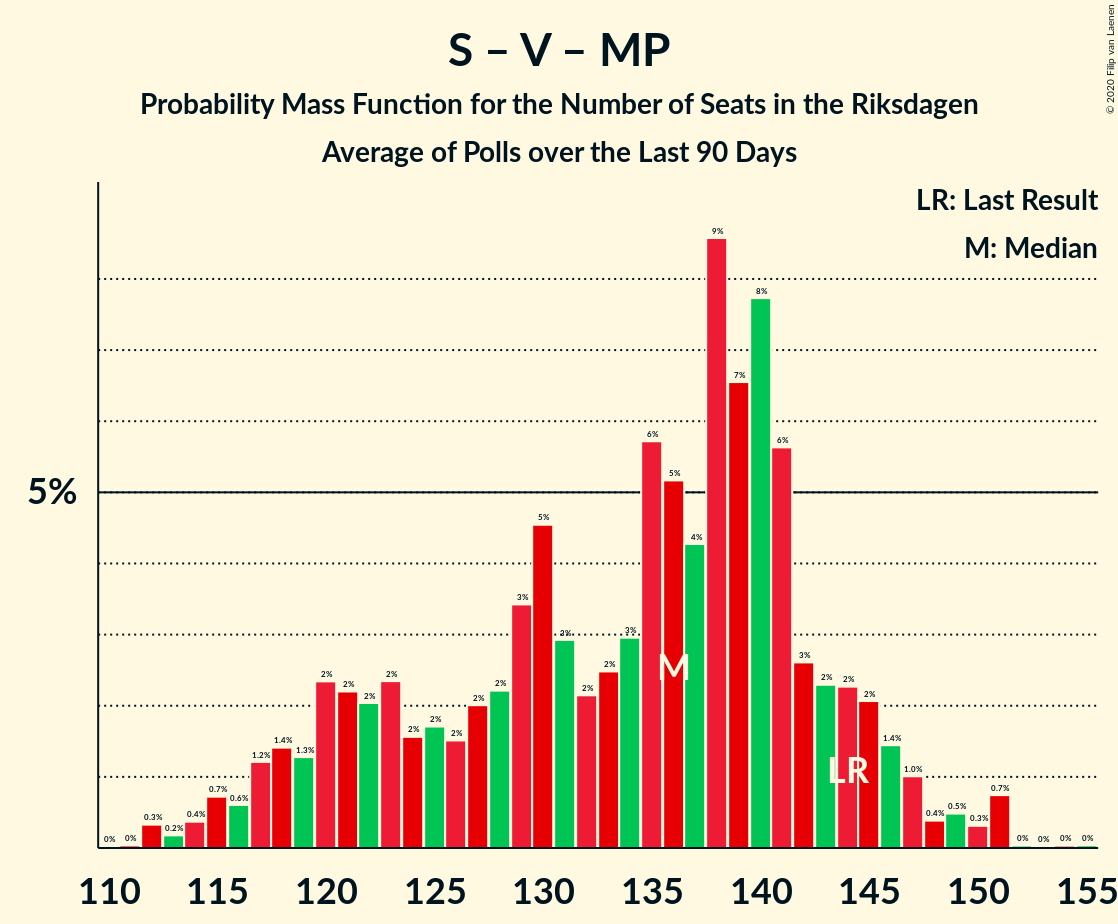 © 2020 Filip van Laenen
S – V – MP
Probability Mass Function for the Number of Seats in the Riksdagen
Average of Polls over the Last 90 Days
LR: Last Result
M: Median
5%
0% 0% 0.3% 0.2% 0.4% 0.7% 0.6% 1.2% 1.4% 1.3% 2% 2% 2% 2% 2% 2% 2% 2% 2% 3% 5% 3% 2% 2% 3% 6% 5% 4% 9% 7% 8% 6% 3% 2% 2% 2% 1.4% 1.0% 0.4% 0.5% 0.3% 0.7% 0% 0% 0% 0%
M
LR
110 115 120 125 130 135 140 145 150 155